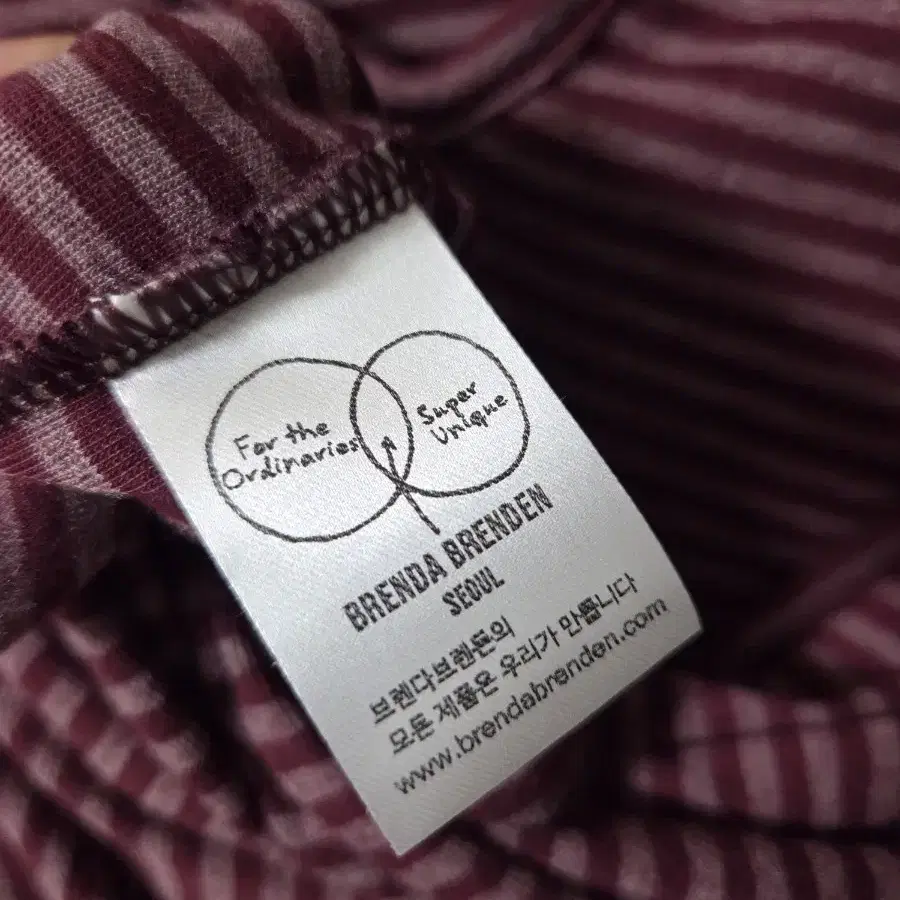 For the
Ordinaries
Super
Unique
BRENDA BRENDEN
SEOUL
브렌다브렌든의
모든 제품은 우리가 만듭니다
www.brendabrenden.com